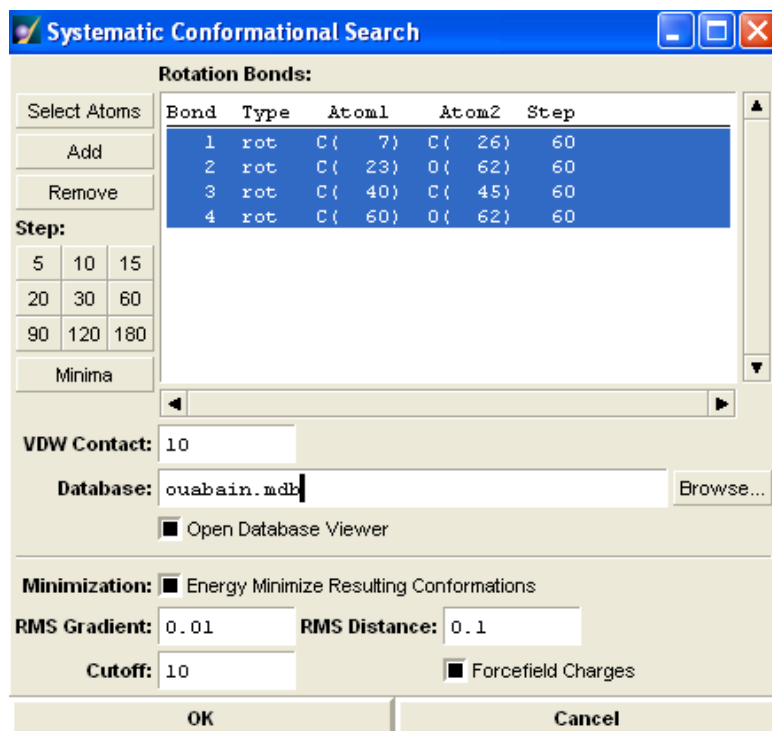 Systematic Conformational Search
Rotation Bonds:
Select Atoms
Add
Remove
Step:
5 10 15
20 30 60
90 120 180
Minima
Bond Type Atom1 Atom2 Step
1 rot C( 7) C( 26) 60
2 rot C( 23) O( 62) 60
3 rot C( 40) C( 45) 60
4 rot C( 60) O( 62) 60
VDW Contact: 10
Database: ouabain.mdb Browse...
Open Database Viewer
Minimization: Energy Minimize Resulting Conformations
RMS Gradient: 0.01 RMS Distance: 0.1
Cutoff: 10 Forcefield Charges
OK Cancel